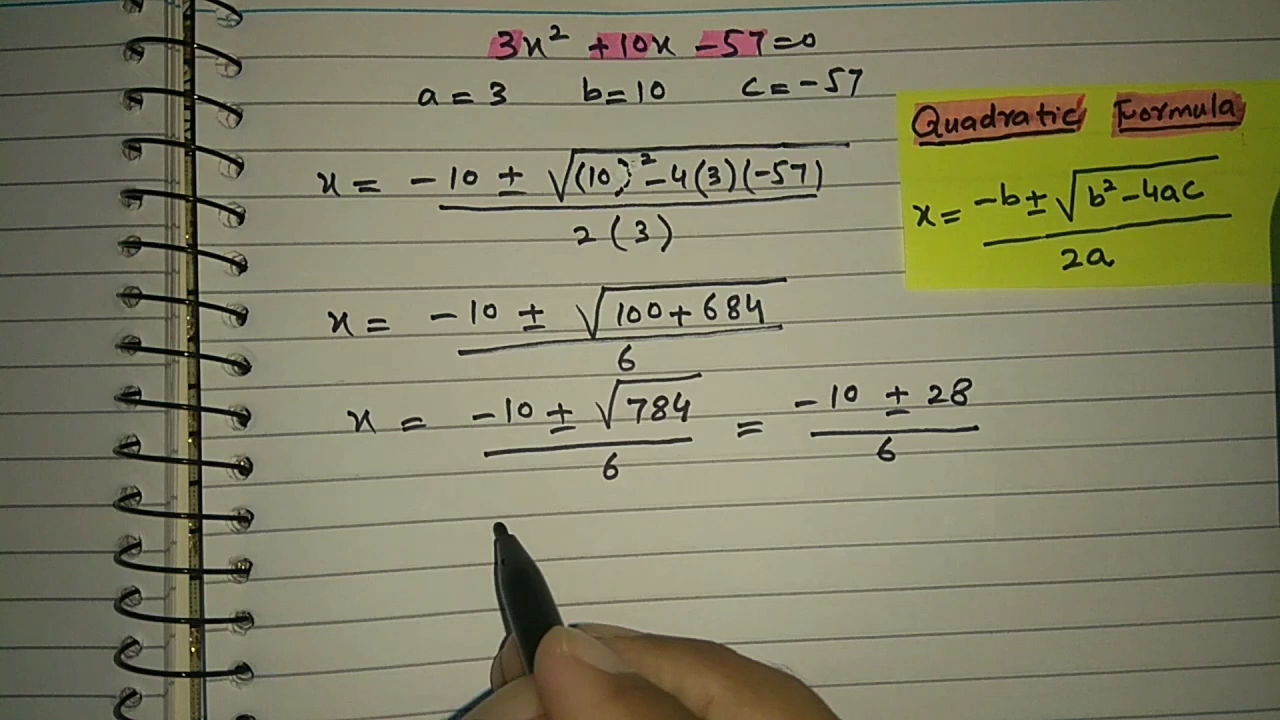 3x² +10x -57=0
a = 3 b = 10 c = -57
x = -10 ± √(10)² - 4(3)(-57)
2(3)
x = -10 ± √100 + 684
6
x = -10 ± √784 = -10 ± 28
6 6
Quadratic Formula
x = -b ± √b² - 4ac
2a